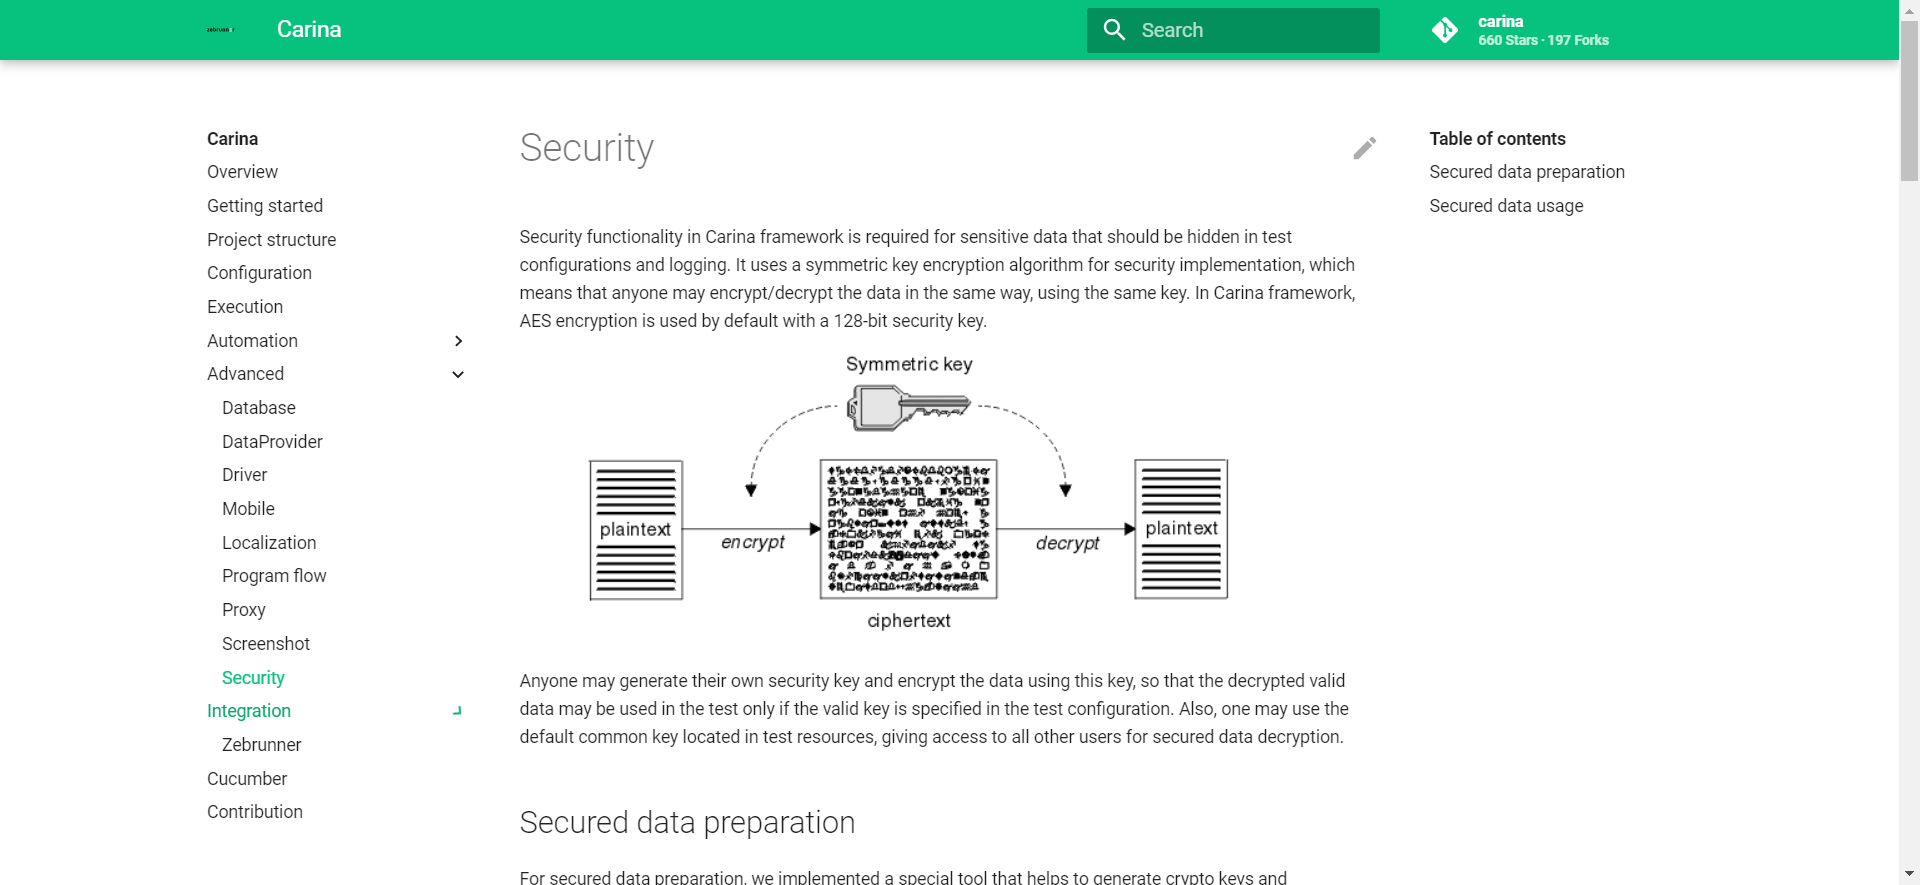 zebrunner
Carina
Search
carina
660 Stars · 197 Forks
Carina
Overview
Getting started
Project structure
Configuration
Execution
Automation
Advanced
Database
DataProvider
Driver
Mobile
Localization
Program flow
Proxy
Screenshot
Security
Integration
Zebrunner
Cucumber
Contribution
Security
Security functionality in Carina framework is required for sensitive data that should be hidden in test
configurations and logging. It uses a symmetric key encryption algorithm for security implementation, which
means that anyone may encrypt/decrypt the data in the same way, using the same key. In Carina framework,
AES encryption is used by default with a 128-bit security key.
Symmetric key
plaintext
encrypt
decrypt
plaintext
ciphertext
Anyone may generate their own security key and encrypt the data using this key, so that the decrypted valid
data may be used in the test only if the valid key is specified in the test configuration. Also, one may use the
default common key located in test resources, giving access to all other users for secured data decryption.
Secured data preparation
For secured data preparation, we implemented a special tool that helps to generate crypto keys and
Table of contents
Secured data preparation
Secured data usage